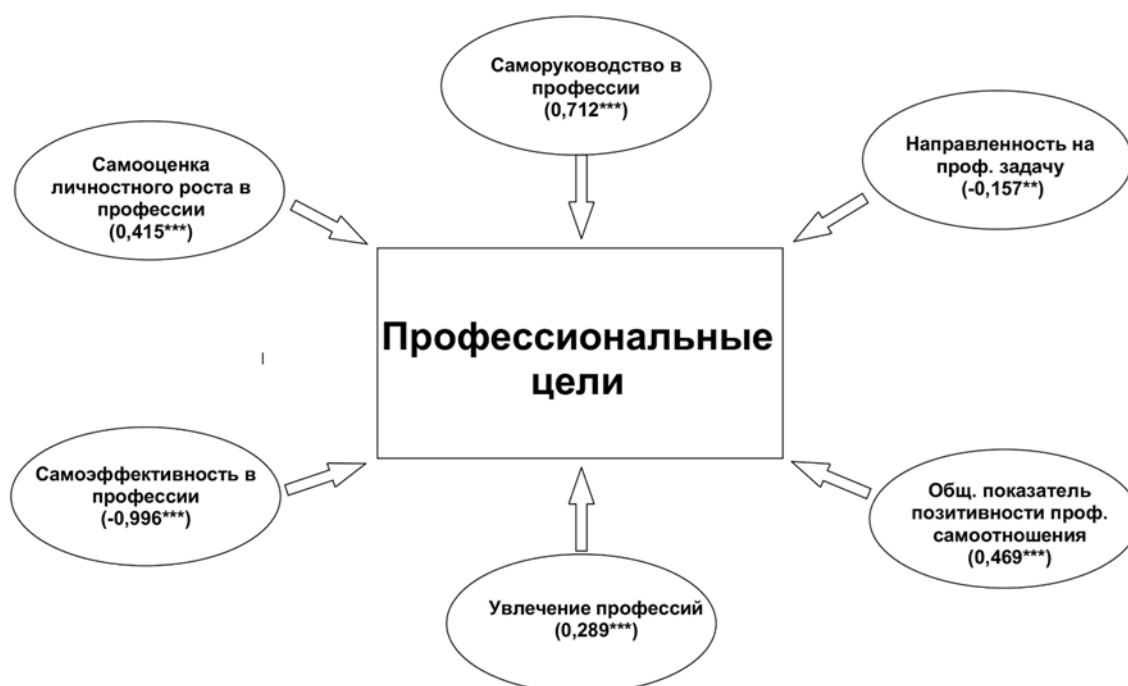 Саморуководство в
профессии
(0,712***)
Самооценка
личностного роста в
профессии
(0,415***)
Направленность на
проф. задачу
(-0,157**)
Профессиональные
цели
Самоэффективность в
профессии
(-0,996***)
Общ. показатель
позитивности проф.
самоотношения
(0,469***)
Увлечение профессий
(0,289***)